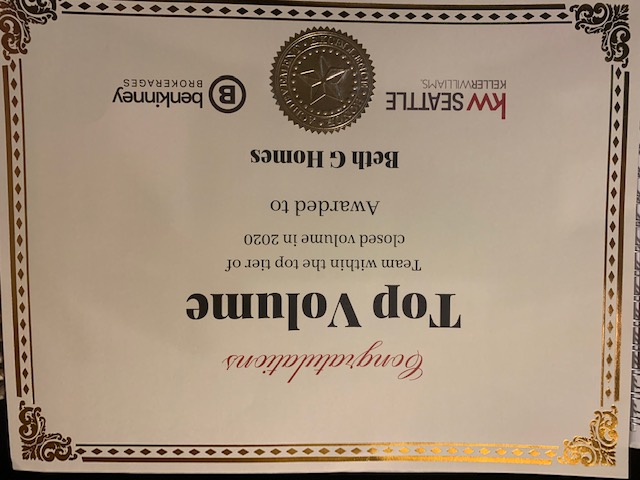 Congratulations
Top Volume
Team within the top tier of
closed volume in 2020
Awarded to
Beth G Homes
kw SEATTLE
KELLERWILLIAMS.
B benkinney
BROKERAGES